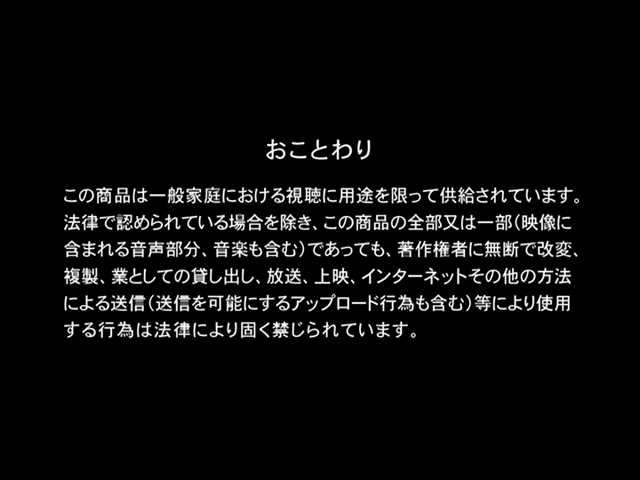 おことわり
この商品は一般家庭における視聴に用途を限って供給されています。
法律で認められている場合を除き、この商品の全部又は一部(映像に
含まれる音声部分、音楽も含む)であっても、著作権者に無断で改変、
複製、業としての貸し出し、放送、上映、インターネットその他の方法
による送信(送信を可能にするアップロード行為も含む)等により使用
する行為は法律により固く禁じられています。